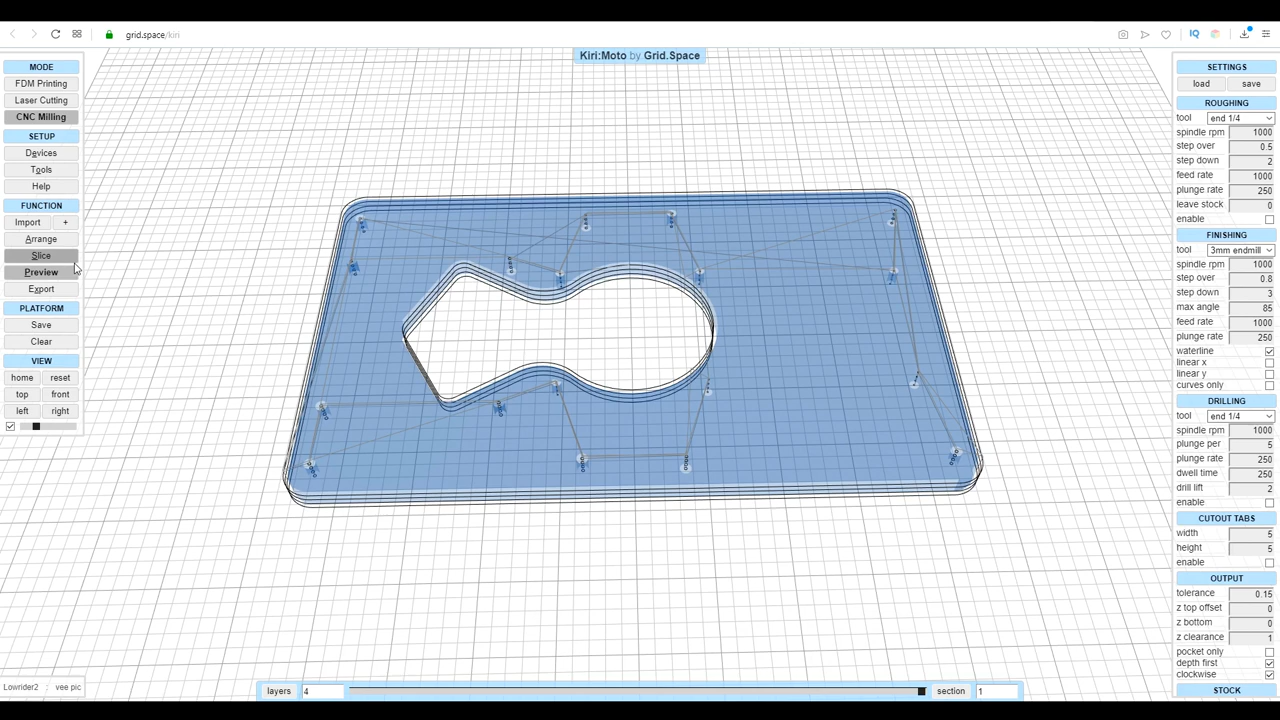 grid.space/kiri
IQ
Kiri:Moto by Grid.Space
MODE
FDM Printing
Laser Cutting
CNC Milling
SETUP
Devices
Tools
Help
FUNCTION
Import +
Arrange
Slice
Preview
Export
PLATFORM
Save
Clear
VIEW
home reset
top front
left right
Lowrider2 : vee pic
layers 4
section 1
SETTINGS
load save
ROUGHING
tool end 1/4
spindle rpm 1000
step over 0.5
step down 2
feed rate 1000
plunge rate 250
leave stock 0
enable
FINISHING
tool 3mm endmill
spindle rpm 1000
step over 0.8
step down 3
max angle 85
feed rate 1000
plunge rate 250
waterline
linear x
linear y
curves only
DRILLING
tool end 1/4
spindle rpm 1000
plunge per 5
plunge rate 250
dwell time 250
drill lift 2
enable
CUTOUT TABS
width 5
height 5
enable
OUTPUT
tolerance 0.15
z top offset 0
z bottom 0
z clearance 1
pocket only
depth first
clockwise
STOCK